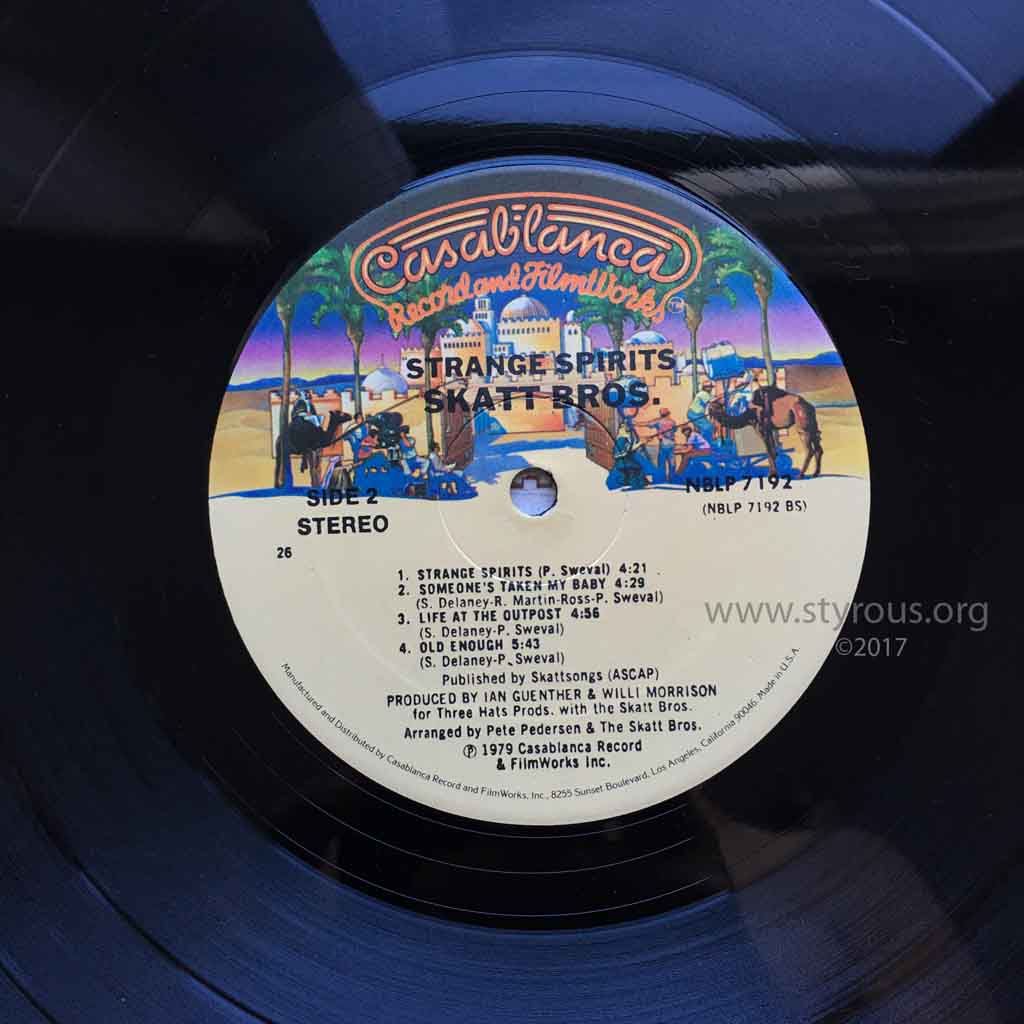 Casablanca
Record and FilmWorks TM
STRANGE SPIRITS
SKATT BROS.
SIDE 2
STEREO
NBLP 7192
(NBLP 7192 BS)
26
1. STRANGE SPIRITS (P. Sweval) 4:21
2. SOMEONE'S TAKEN MY BABY 4:29
(S. Delaney-R. Martin-Ross-P. Sweval)
3. LIFE AT THE OUTPOST 4:56
(S. Delaney-P. Sweval)
4. OLD ENOUGH 5:43
(S. Delaney-P. Sweval)
Published by Skattsongs (ASCAP)
PRODUCED BY IAN GUENTHER & WILLI MORRISON
for Three Hats Prods. with the Skatt Bros.
Arranged by Pete Pedersen & The Skatt Bros.
℗ 1979 Casablanca Record
& FilmWorks Inc.
Manufactured and Distributed by Casablanca Record and FilmWorks, Inc., 8255 Sunset Boulevard, Los Angeles, California 90046. Made in U.S.A.
www.styrous.org
©2017